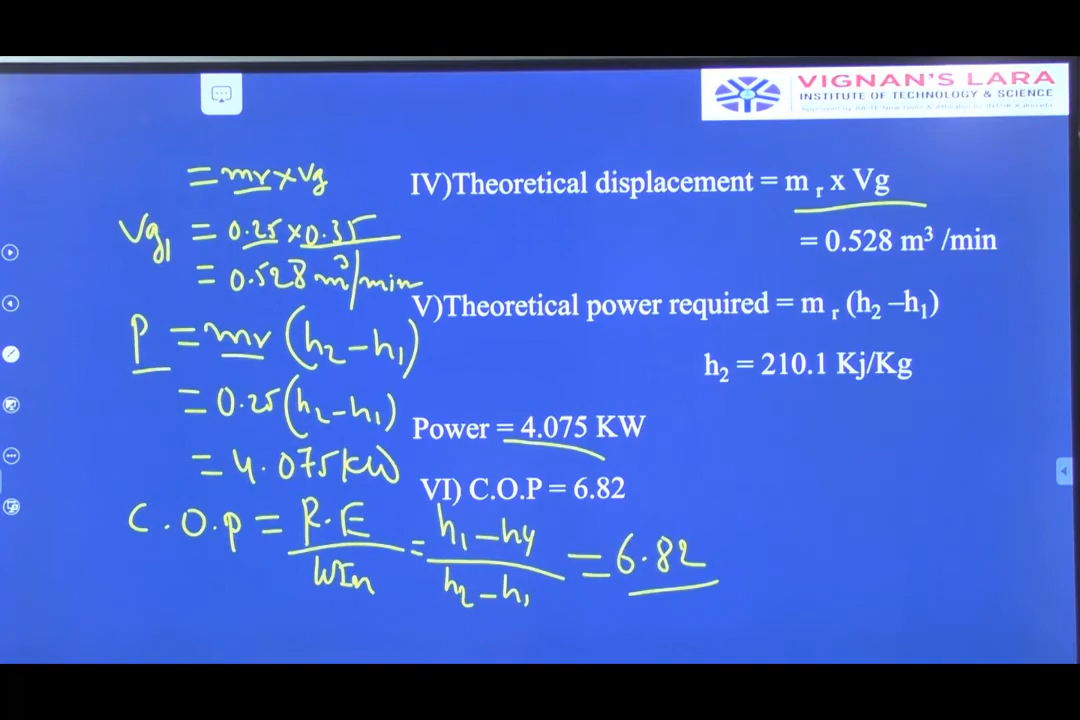 VIGNAN'S LARA
INSTITUTE OF TECHNOLOGY & SCIENCE
= mr x Vg
Vg1 = 0.25 x 0.35
= 0.528 m³/min
P = mr (h2 – h1)
= 0.25 (h2 – h1)
= 4.075 kW
C.O.P = R.E / WIn = h1 – h4 / h2 – h1 = 6.82
IV)Theoretical displacement = m r x Vg
= 0.528 m³ /min
V)Theoretical power required = m r (h2 –h1)
h2 = 210.1 Kj/Kg
Power = 4.075 KW
VI) C.O.P = 6.82